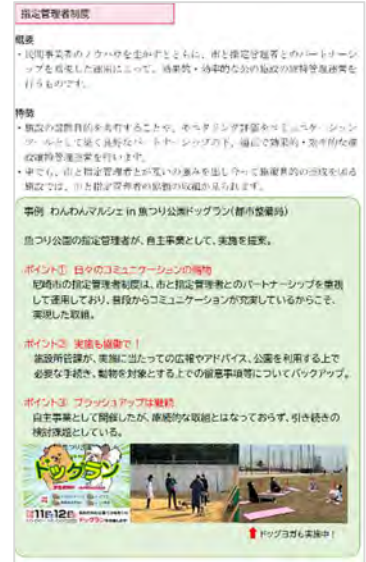 指定管理者制度
概要
・民間事業者のノウハウを生かすとともに、市と指定管理者とのパートナーシ
ップを重視した運用によって、効果的・効率的な公の施設の維持管理運営を
行うものです。
特徴
・施設の設置目的を共有することや、モニタリング評価をコミュニケーション
ツールとして築く良好なパートナーシップの下、適正で効果的・効率的な施
設維持管理運営を行います。
・中でも、市と指定管理者とが互いの強みを出し合って施設目的の達成を図る
施設では、市と指定管理者の協働の取組が見られます。
事例 わんわんマルシェ in 魚つり公園ドッグラン(都市整備局)
魚つり公園の指定管理者が、自主事業として、実施を提案。
ポイント① 日々のコミュニケーションの賜物
尼崎市の指定管理者制度は、市と指定管理者とのパートナーシップを重視
して運用しており、普段からコミュニケーションが充実しているからこそ、
実現した取組。
ポイント② 実施も協働で！
施設所管課が、実施に当たっての広報やアドバイス、公園を利用する上で
必要な手続き、動物を対象とする上での留意事項等についてバックアップ。
ポイント③ ブラッシュアップは継続
自主事業として開催したが、継続的な取組とはなっておらず、引き続きの
検討課題としている。
ドッグラン
11 12
ドッグヨガも実施中！